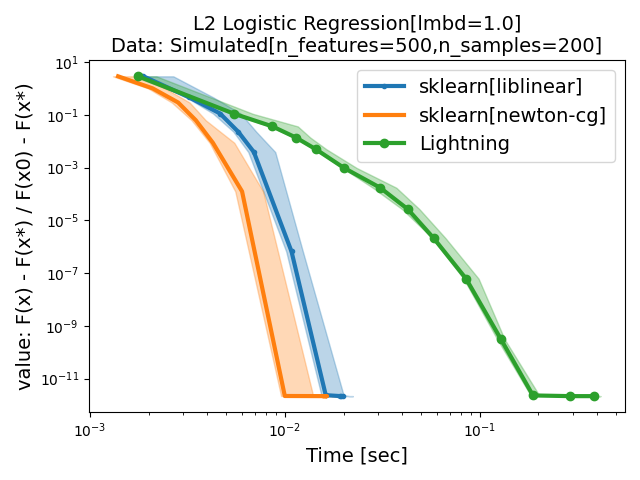 L2 Logistic Regression[lmbd=1.0]
Data: Simulated[n_features=500,n_samples=200]
value: F(x) - F(x*) / F(x0) - F(x*)
10¹
10⁻¹
10⁻³
10⁻⁵
10⁻⁷
10⁻⁹
10⁻¹¹
sklearn[liblinear]
sklearn[newton-cg]
Lightning
10⁻³
10⁻²
10⁻¹
Time [sec]